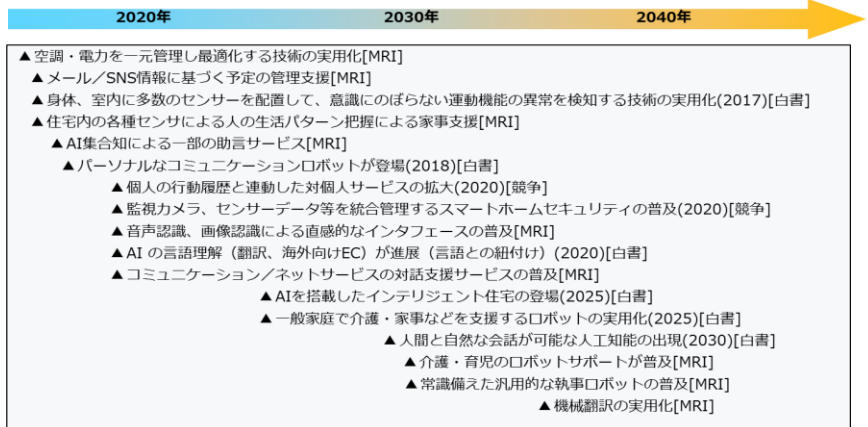 2020年 2030年 2040年
▲空調・電力を一元管理し最適化する技術の実用化[MRI]
▲メール／SNS情報に基づく予定の管理支援[MRI]
▲身体、室内に多数のセンサーを配置して、意識にのぼらない運動機能の異常を検知する技術の実用化(2017)[白書]
▲住宅内の各種センサによる人の生活パターン把握による家事支援[MRI]
▲AI集合知による一部の助言サービス[MRI]
▲パーソナルなコミュニケーションロボットが登場(2018)[白書]
▲個人の行動履歴と連動した対個人サービスの拡大(2020)[競争]
▲監視カメラ、センサーデータ等を統合管理するスマートホームセキュリティの普及(2020)[競争]
▲音声認識、画像認識による直感的なインタフェースの普及[MRI]
▲AI の言語理解（翻訳、海外向けEC）が進展（言語との紐付け）(2020)[白書]
▲コミュニケーション／ネットサービスの対話支援サービスの普及[MRI]
▲AIを搭載したインテリジェント住宅の登場(2025)[白書]
▲一般家庭で介護・家事などを支援するロボットの実用化(2025)[白書]
▲人間と自然な会話が可能な人工知能の出現(2030)[白書]
▲介護・育児のロボットサポートが普及[MRI]
▲常識備えた汎用的な執事ロボットの普及[MRI]
▲機械翻訳の実用化[MRI]